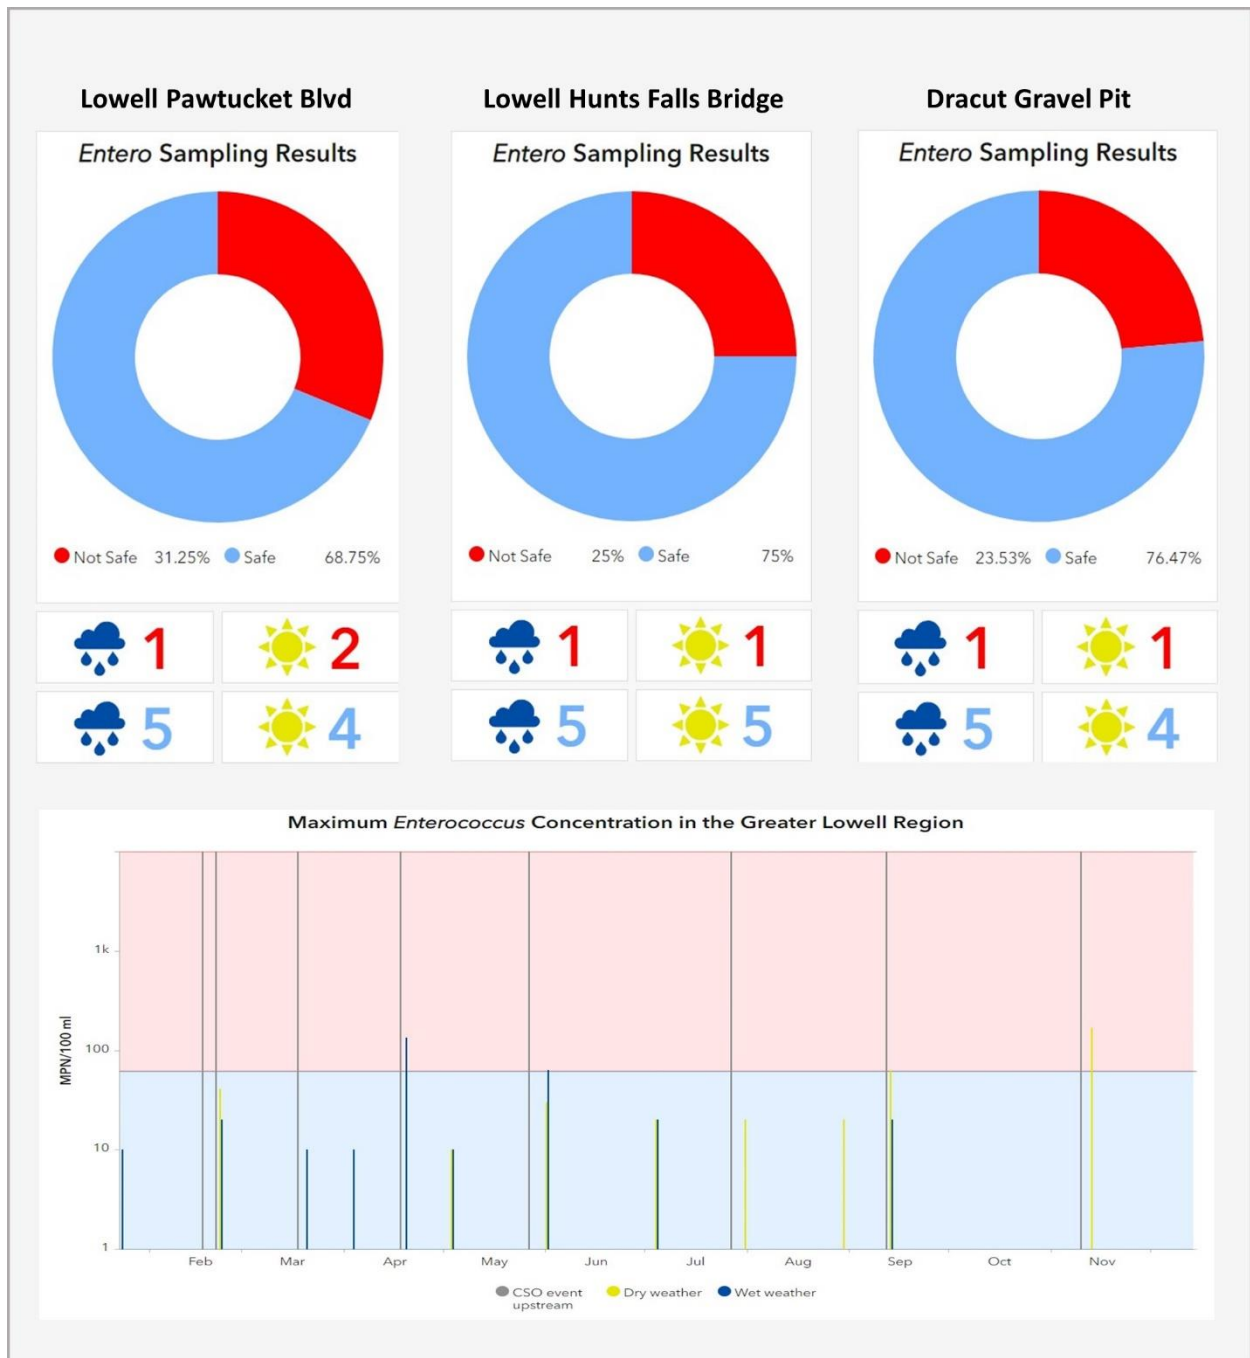 Lowell Pawtucket Blvd
Lowell Hunts Falls Bridge
Dracut Gravel Pit
Entero Sampling Results
Entero Sampling Results
Entero Sampling Results
Not Safe 31.25% Safe 68.75%
Not Safe 25% Safe 75%
Not Safe 23.53% Safe 76.47%
1 2
1 1
1 1
5 4
5 5
5 4
Maximum Enterococcus Concentration in the Greater Lowell Region
MPN/100 ml
1k
100
10
1
Feb Mar Apr May Jun Jul Aug Sep Oct Nov
CSO event
upstream
Dry weather
Wet weather